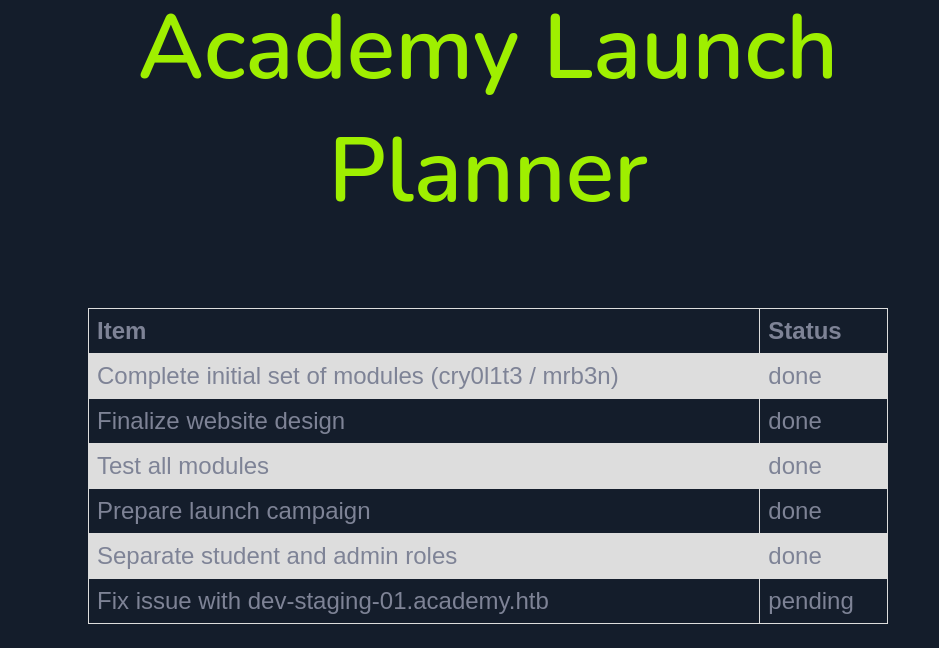 Academy Launch
Planner
Item Status
Complete initial set of modules (cry0l1t3 / mrb3n) done
Finalize website design done
Test all modules done
Prepare launch campaign done
Separate student and admin roles done
Fix issue with dev-staging-01.academy.htb pending